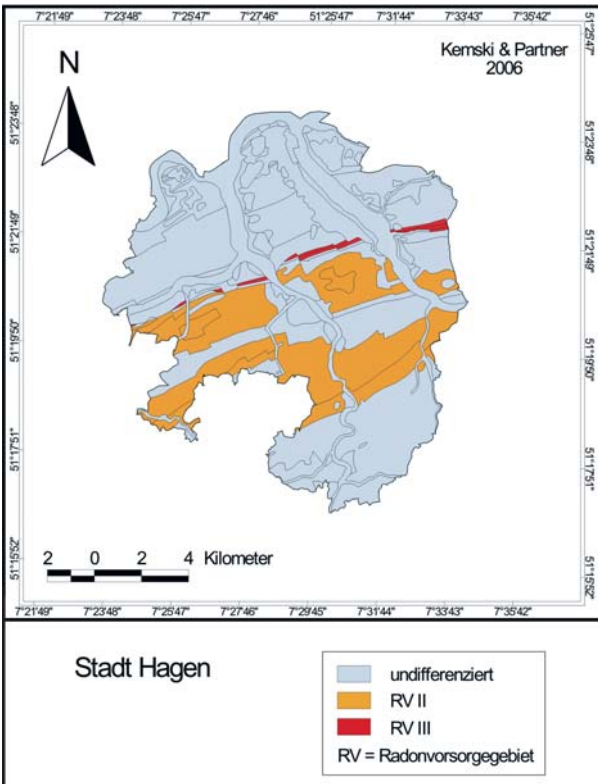 7°21'49" 7°23'48" 7°25'47" 7°27'46" 51°25'47" 7°31'44" 7°33'43" 7°35'42"
51°25'47"
Kemski & Partner
2006
N
51°23'48"
51°23'48"
51°21'49"
51°21'49"
51°19'50"
51°19'50"
51°17'51"
51°17'51"
51°15'52"
51°15'52"
2 0 2 4 Kilometer
7°21'49" 7°23'48" 7°25'47" 7°27'46" 7°29'45" 7°31'44" 7°33'43" 7°35'42"
Stadt Hagen
undifferenziert
RV II
RV III
RV = Radonvorsorgegebiet